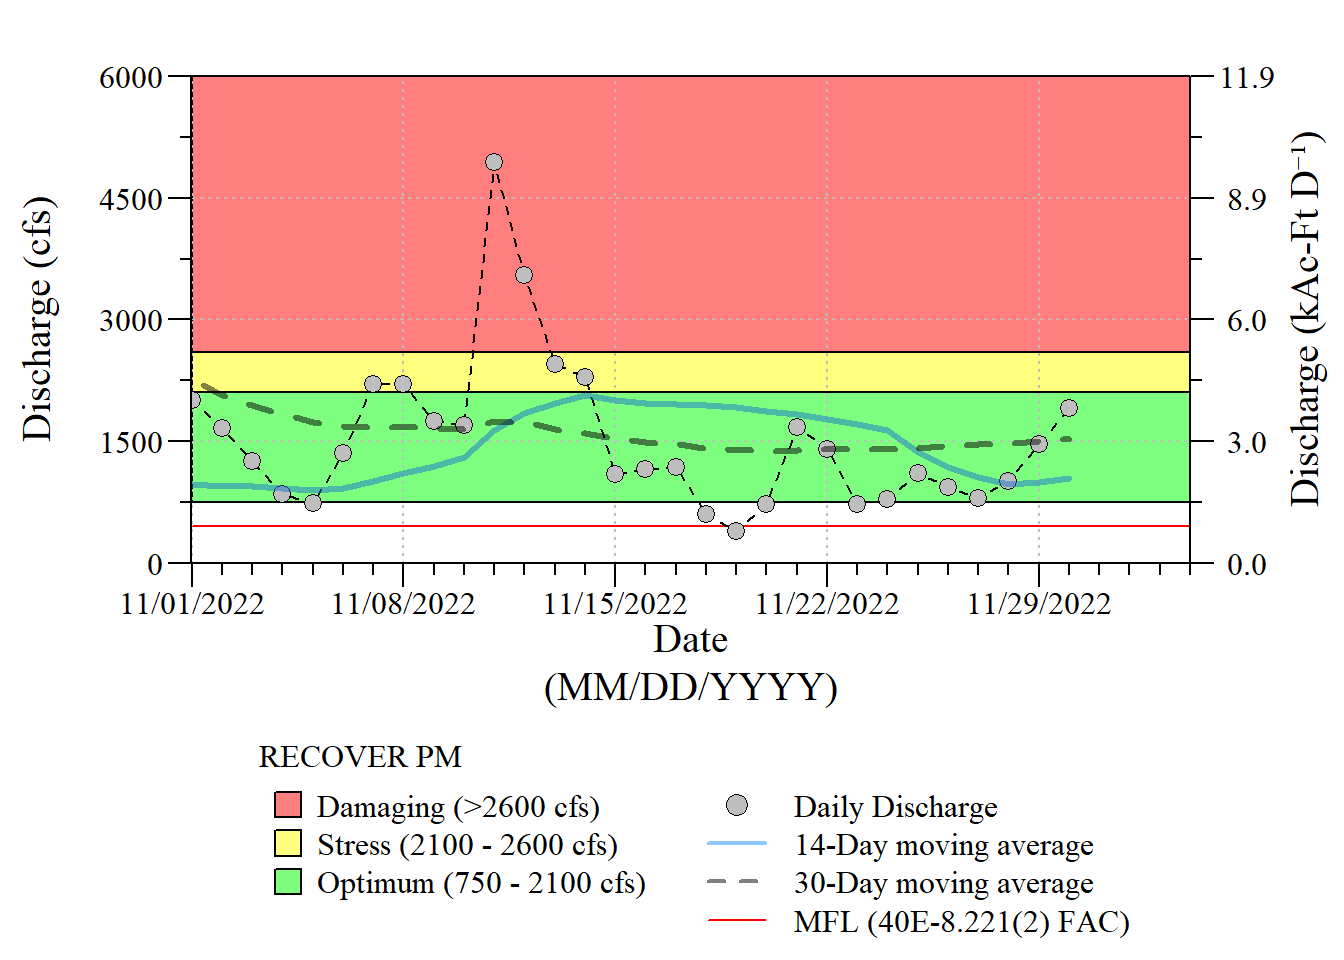 6000
4500
3000
1500
0
Discharge (cfs)
11.9
8.9
6.0
3.0
0.0
Discharge (kAc-Ft D⁻¹)
11/01/2022 11/08/2022 11/15/2022 11/22/2022 11/29/2022
Date
(MM/DD/YYYY)
RECOVER PM
Damaging (>2600 cfs)
Stress (2100 - 2600 cfs)
Optimum (750 - 2100 cfs)
Daily Discharge
14-Day moving average
30-Day moving average
MFL (40E-8.221(2) FAC)